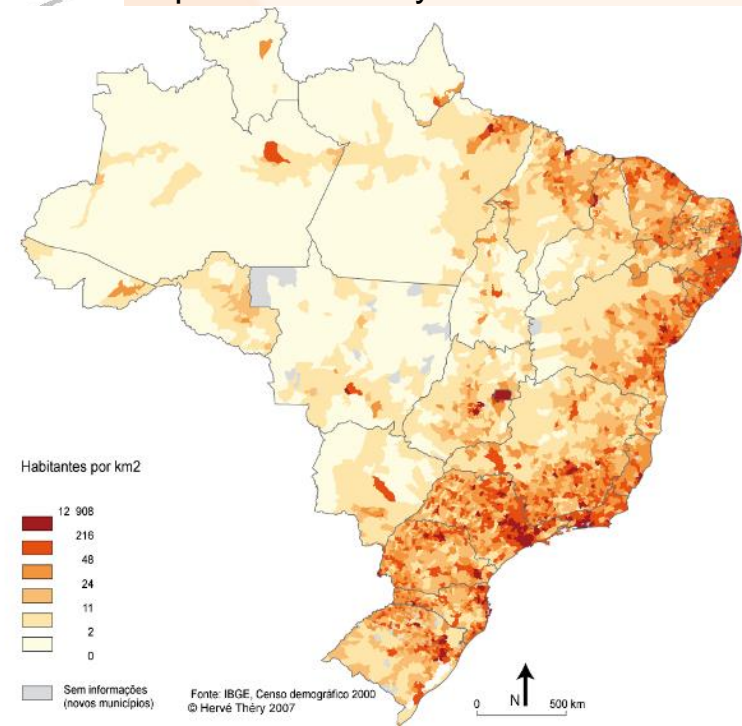 Habitantes por km2
12 908
216
48
24
11
2
0
Sem informações
(novos municípios)
Fonte: IBGE, Censo demográfico 2000
© Hervé Théry 2007
N
0 500 km